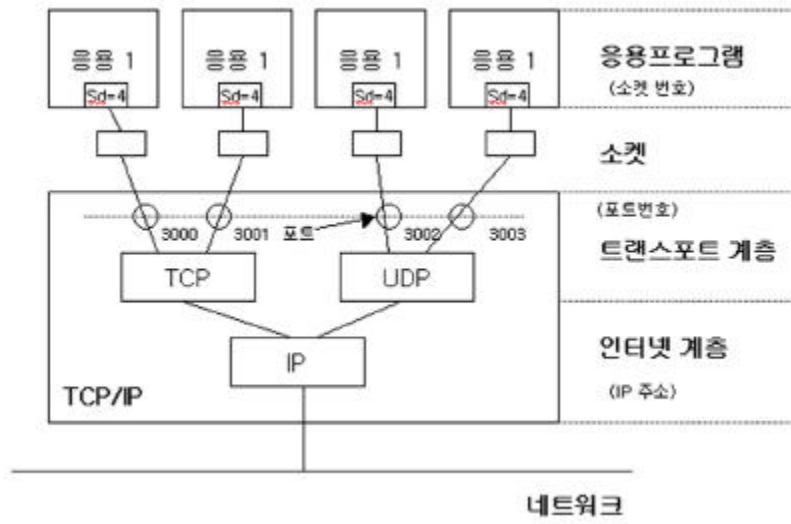 응용 1 응용 1 응용 1 응용 1
Sd=4 Sd=4 Sd=4 Sd=4
응용프로그램
(소켓 번호)
소켓
(포트번호)
3000 3001 포트 3002 3003
트랜스포트 계층
TCP UDP
인터넷 계층
IP
(IP 주소)
TCP/IP
네트워크